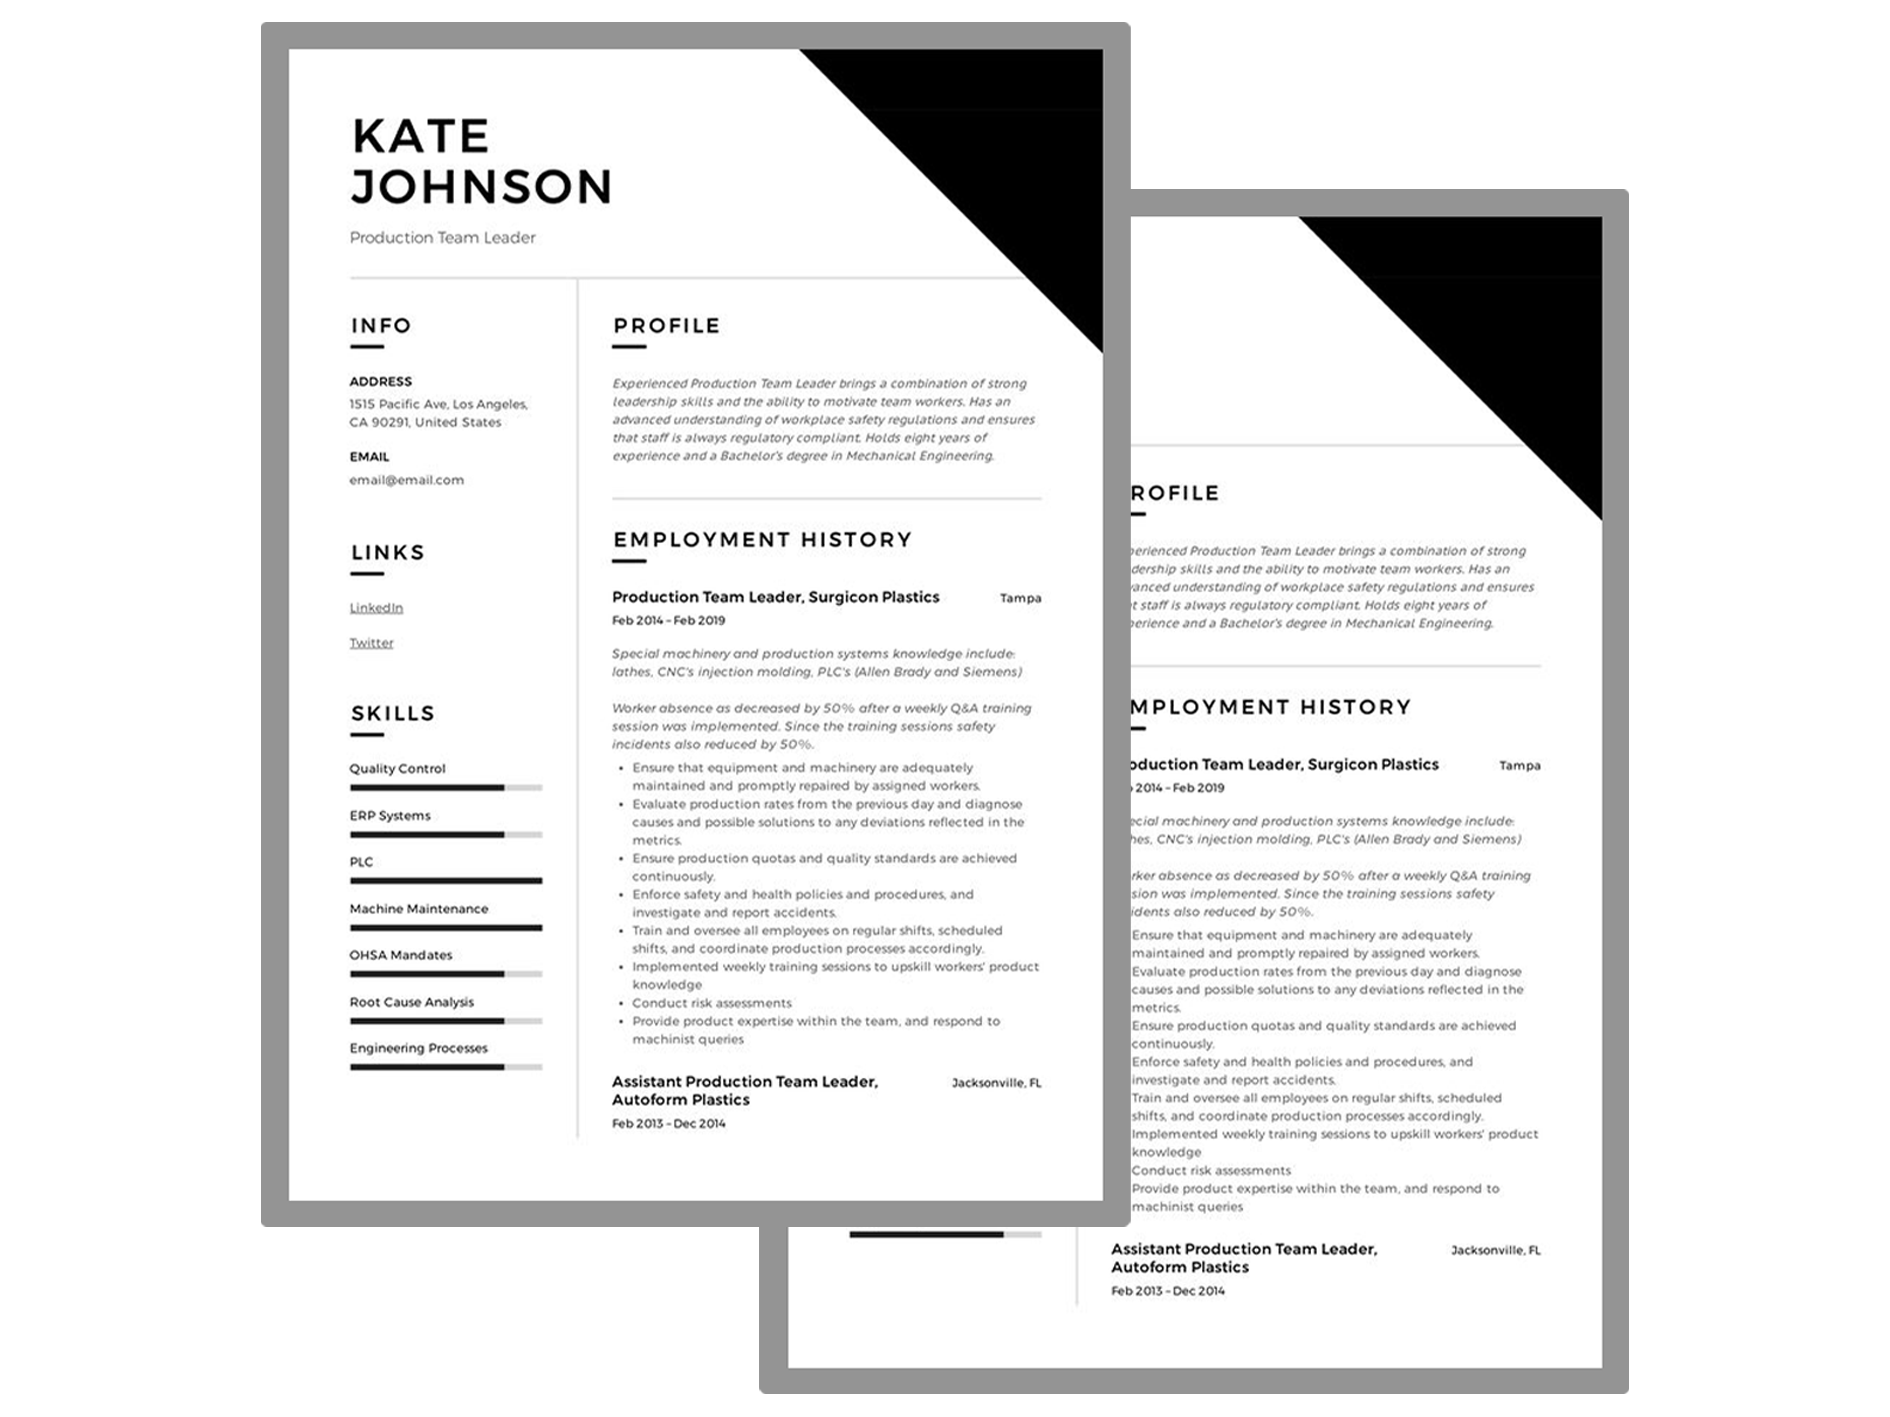 KATE
JOHNSON
Production Team Leader
INFO
ADDRESS
1515 Pacific Ave, Los Angeles,
CA 90291, United States
EMAIL
email@email.com
LINKS
LinkedIn
Twitter
SKILLS
Quality Control
ERP Systems
PLC
Machine Maintenance
OHSA Mandates
Root Cause Analysis
Engineering Processes
PROFILE
Experienced Production Team Leader brings a combination of strong
leadership skills and the ability to motivate team workers. Has an
advanced understanding of workplace safety regulations and ensures
that staff is always regulatory compliant. Holds eight years of
experience and a Bachelor's degree in Mechanical Engineering.
EMPLOYMENT HISTORY
Production Team Leader, Surgicon Plastics Tampa
Feb 2014 – Feb 2019
Special machinery and production systems knowledge include:
lathes, CNC's injection molding, PLC's (Allen Brady and Siemens)
Worker absence as decreased by 50% after a weekly Q&A training
session was implemented. Since the training sessions safety
incidents also reduced by 50%.
• Ensure that equipment and machinery are adequately
maintained and promptly repaired by assigned workers.
• Evaluate production rates from the previous day and diagnose
causes and possible solutions to any deviations reflected in the
metrics.
• Ensure production quotas and quality standards are achieved
continuously.
• Enforce safety and health policies and procedures, and
investigate and report accidents.
• Train and oversee all employees on regular shifts, scheduled
shifts, and coordinate production processes accordingly.
• Implemented weekly training sessions to upskill workers' product
knowledge
• Conduct risk assessments
• Provide product expertise within the team, and respond to
machinist queries
Assistant Production Team Leader, Jacksonville, FL
Autoform Plastics
Feb 2013 – Dec 2014
ROFILE
perienced Production Team Leader brings a combination of strong
dership skills and the ability to motivate team workers. Has an
vanced understanding of workplace safety regulations and ensures
t staff is always regulatory compliant. Holds eight years of
perience and a Bachelor's degree in Mechanical Engineering.
MPLOYMENT HISTORY
oduction Team Leader, Surgicon Plastics Tampa
2014 – Feb 2019
ecial machinery and production systems knowledge include:
hes, CNC's injection molding, PLC's (Allen Brady and Siemens)
rker absence as decreased by 50% after a weekly Q&A training
sion was implemented. Since the training sessions safety
idents also reduced by 50%.
Ensure that equipment and machinery are adequately
maintained and promptly repaired by assigned workers.
Evaluate production rates from the previous day and diagnose
causes and possible solutions to any deviations reflected in the
metrics.
Ensure production quotas and quality standards are achieved
continuously.
Enforce safety and health policies and procedures, and
investigate and report accidents.
Train and oversee all employees on regular shifts, scheduled
shifts, and coordinate production processes accordingly.
Implemented weekly training sessions to upskill workers' product
knowledge
Conduct risk assessments
Provide product expertise within the team, and respond to
machinist queries
Assistant Production Team Leader, Jacksonville, FL
Autoform Plastics
Feb 2013 – Dec 2014